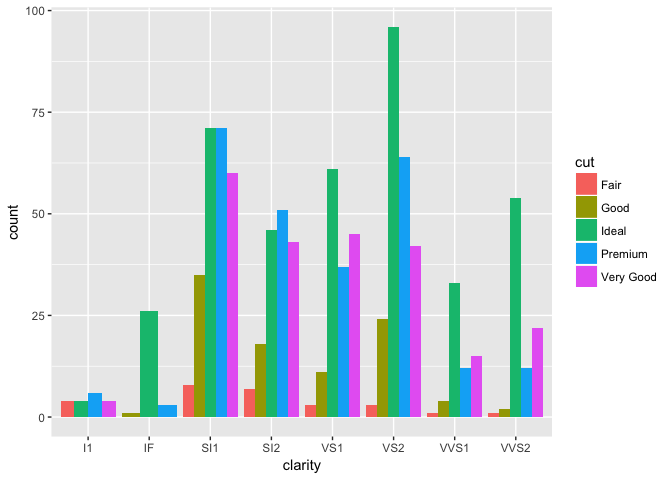 100
75
50
25
0
count
I1 IF SI1 SI2 VS1 VS2 VVS1 VVS2
clarity
cut
Fair
Good
Ideal
Premium
Very Good